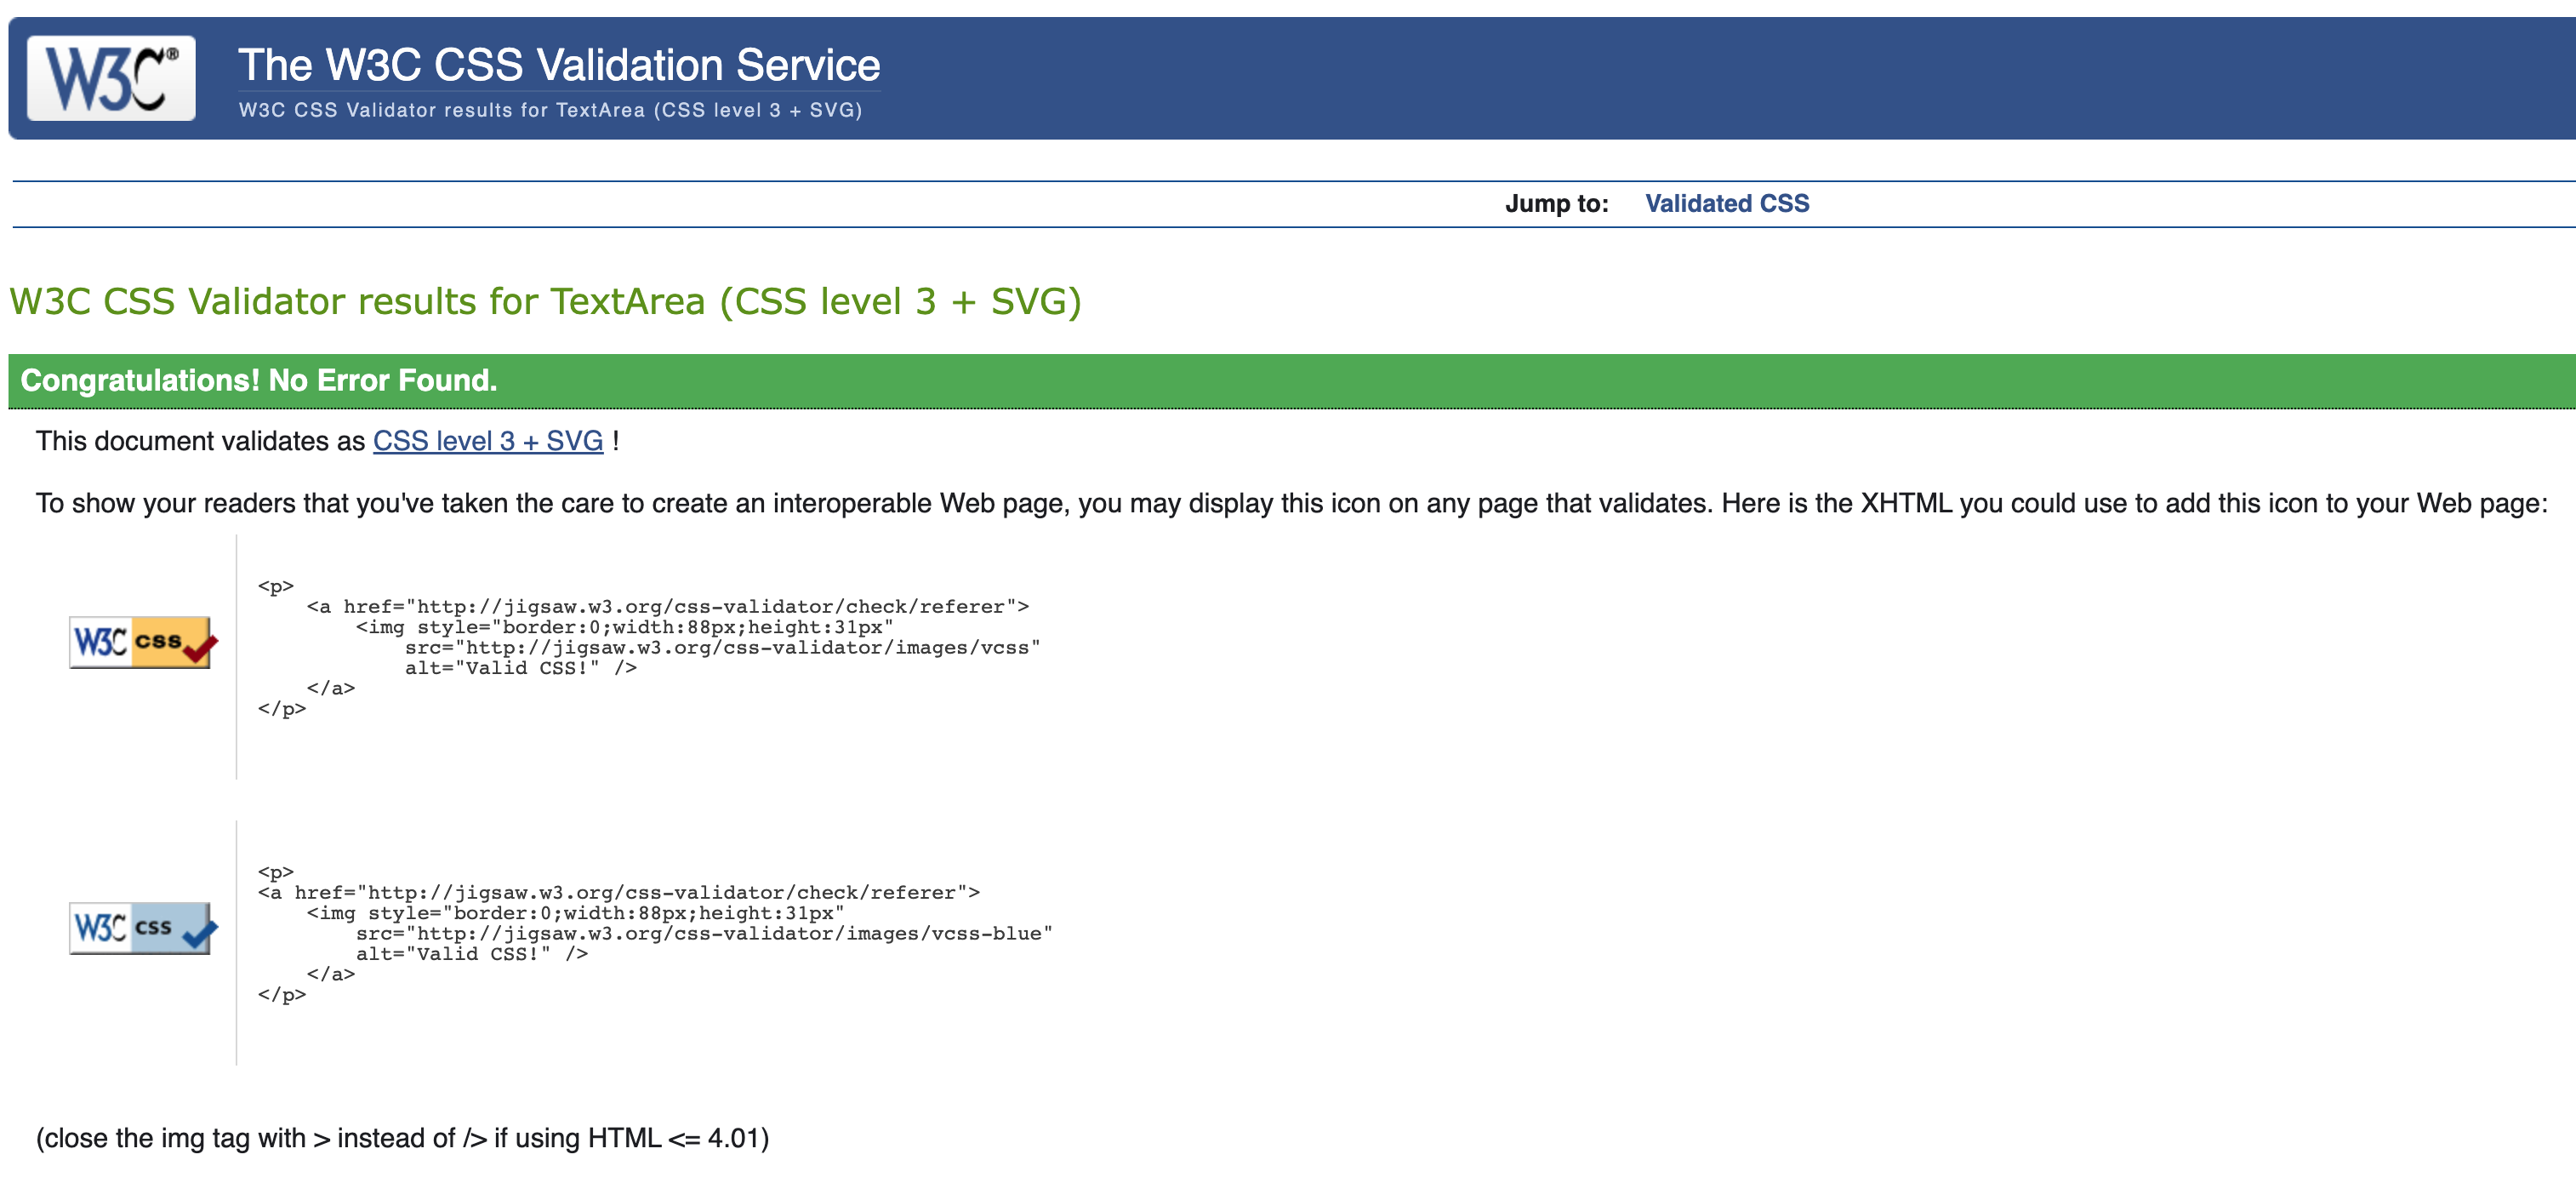 W3C®
The W3C CSS Validation Service
W3C CSS Validator results for TextArea (CSS level 3 + SVG)
Jump to: Validated CSS
W3C CSS Validator results for TextArea (CSS level 3 + SVG)
Congratulations! No Error Found.
This document validates as CSS level 3 + SVG !
To show your readers that you've taken the care to create an interoperable Web page, you may display this icon on any page that validates. Here is the XHTML you could use to add this icon to your Web page:
W3C css
<p>
    <a href="http://jigsaw.w3.org/css-validator/check/referer">
        <img style="border:0;width:88px;height:31px"
            src="http://jigsaw.w3.org/css-validator/images/vcss"
            alt="Valid CSS!" />
    </a>
</p>
W3C css
<p>
<a href="http://jigsaw.w3.org/css-validator/check/referer">
    <img style="border:0;width:88px;height:31px"
        src="http://jigsaw.w3.org/css-validator/images/vcss-blue"
        alt="Valid CSS!" />
    </a>
</p>
(close the img tag with > instead of /> if using HTML <= 4.01)